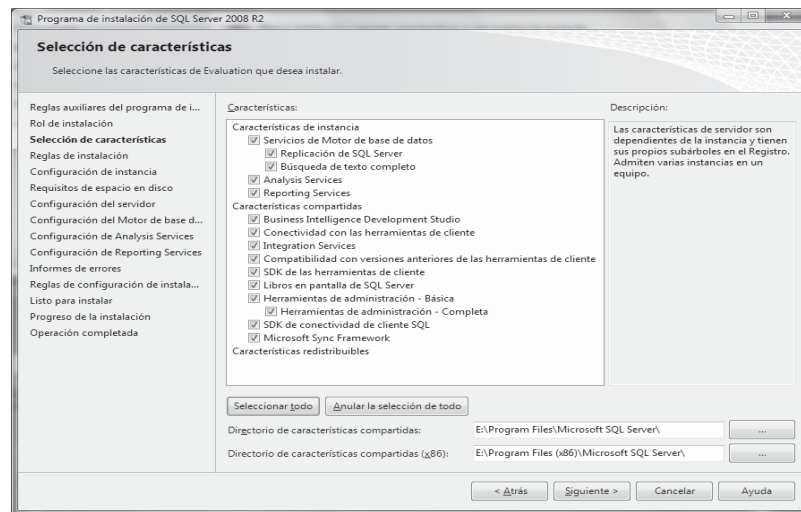 Programa de instalación de SQL Server 2008 R2
Selección de características
Seleccione las características de Evaluation que desea instalar.
Reglas auxiliares del programa de i...
Rol de instalación
Selección de características
Reglas de instalación
Configuración de instancia
Requisitos de espacio en disco
Configuración del servidor
Configuración del Motor de base d...
Configuración de Analysis Services
Configuración de Reporting Services
Informes de errores
Reglas de configuración de instala...
Listo para instalar
Progreso de la instalación
Operación completada
Características:
Características de instancia
Servicios de Motor de base de datos
Replicación de SQL Server
Búsqueda de texto completo
Analysis Services
Reporting Services
Características compartidas
Business Intelligence Development Studio
Conectividad con las herramientas de cliente
Integration Services
Compatibilidad con versiones anteriores de las herramientas de cliente
SDK de las herramientas de cliente
Libros en pantalla de SQL Server
Herramientas de administración - Básica
Herramientas de administración - Completa
SDK de conectividad de cliente SQL
Microsoft Sync Framework
Características redistribuibles
Descripción:
Las características de servidor son
dependientes de la instancia y tienen
sus propios subárboles en el Registro.
Admiten varias instancias en un
equipo.
Seleccionar todo
Anular la selección de todo
Directorio de características compartidas:
E:\Program Files\Microsoft SQL Server\
...
Directorio de características compartidas (x86):
E:\Program Files (x86)\Microsoft SQL Server\
...
< Atrás
Siguiente >
Cancelar
Ayuda